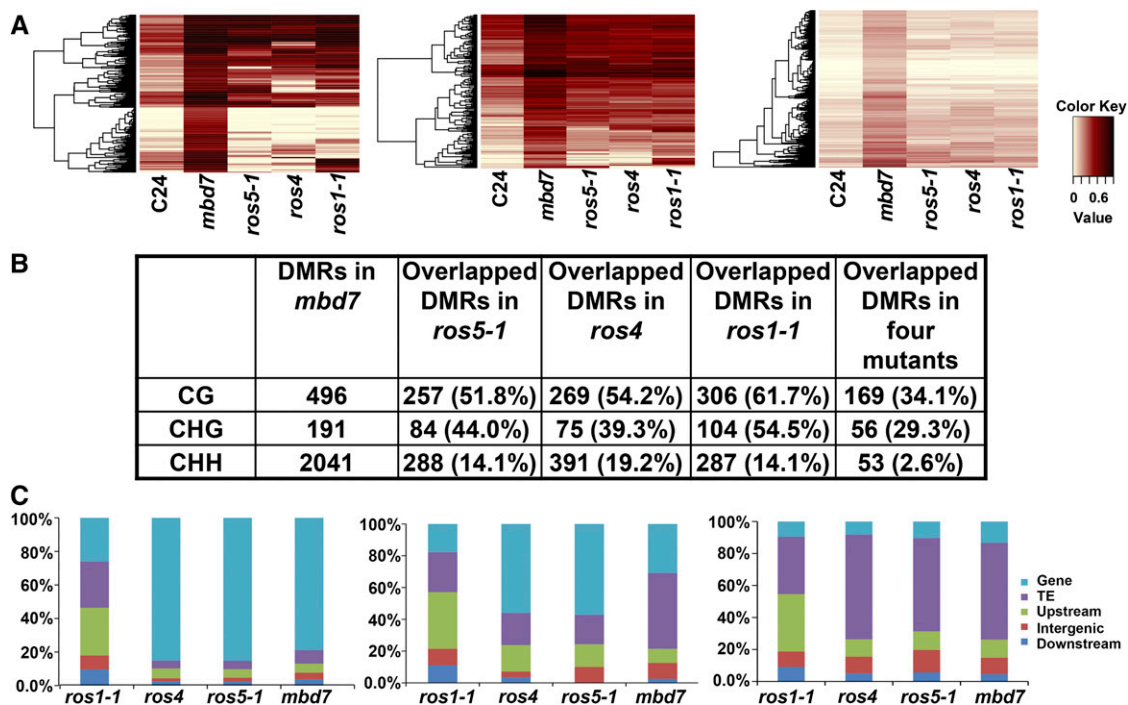 A
C24 mbd7 ros5-1 ros4 ros1-1
C24 mbd7 ros5-1 ros4 ros1-1
C24 mbd7 ros5-1 ros4 ros1-1
Color Key
0 0.6
Value
B
DMRs in mbd7
Overlapped DMRs in ros5-1
Overlapped DMRs in ros4
Overlapped DMRs in ros1-1
Overlapped DMRs in four mutants
CG 496 257 (51.8%) 269 (54.2%) 306 (61.7%) 169 (34.1%)
CHG 191 84 (44.0%) 75 (39.3%) 104 (54.5%) 56 (29.3%)
CHH 2041 288 (14.1%) 391 (19.2%) 287 (14.1%) 53 (2.6%)
C
100%
80%
60%
40%
20%
0.0%
ros1-1 ros4 ros5-1 mbd7
100%
80%
60%
40%
20%
0.0%
ros1-1 ros4 ros5-1 mbd7
100%
80%
60%
40%
20%
0.0%
ros1-1 ros4 ros5-1 mbd7
Gene
TE
Upstream
Intergenic
Downstream